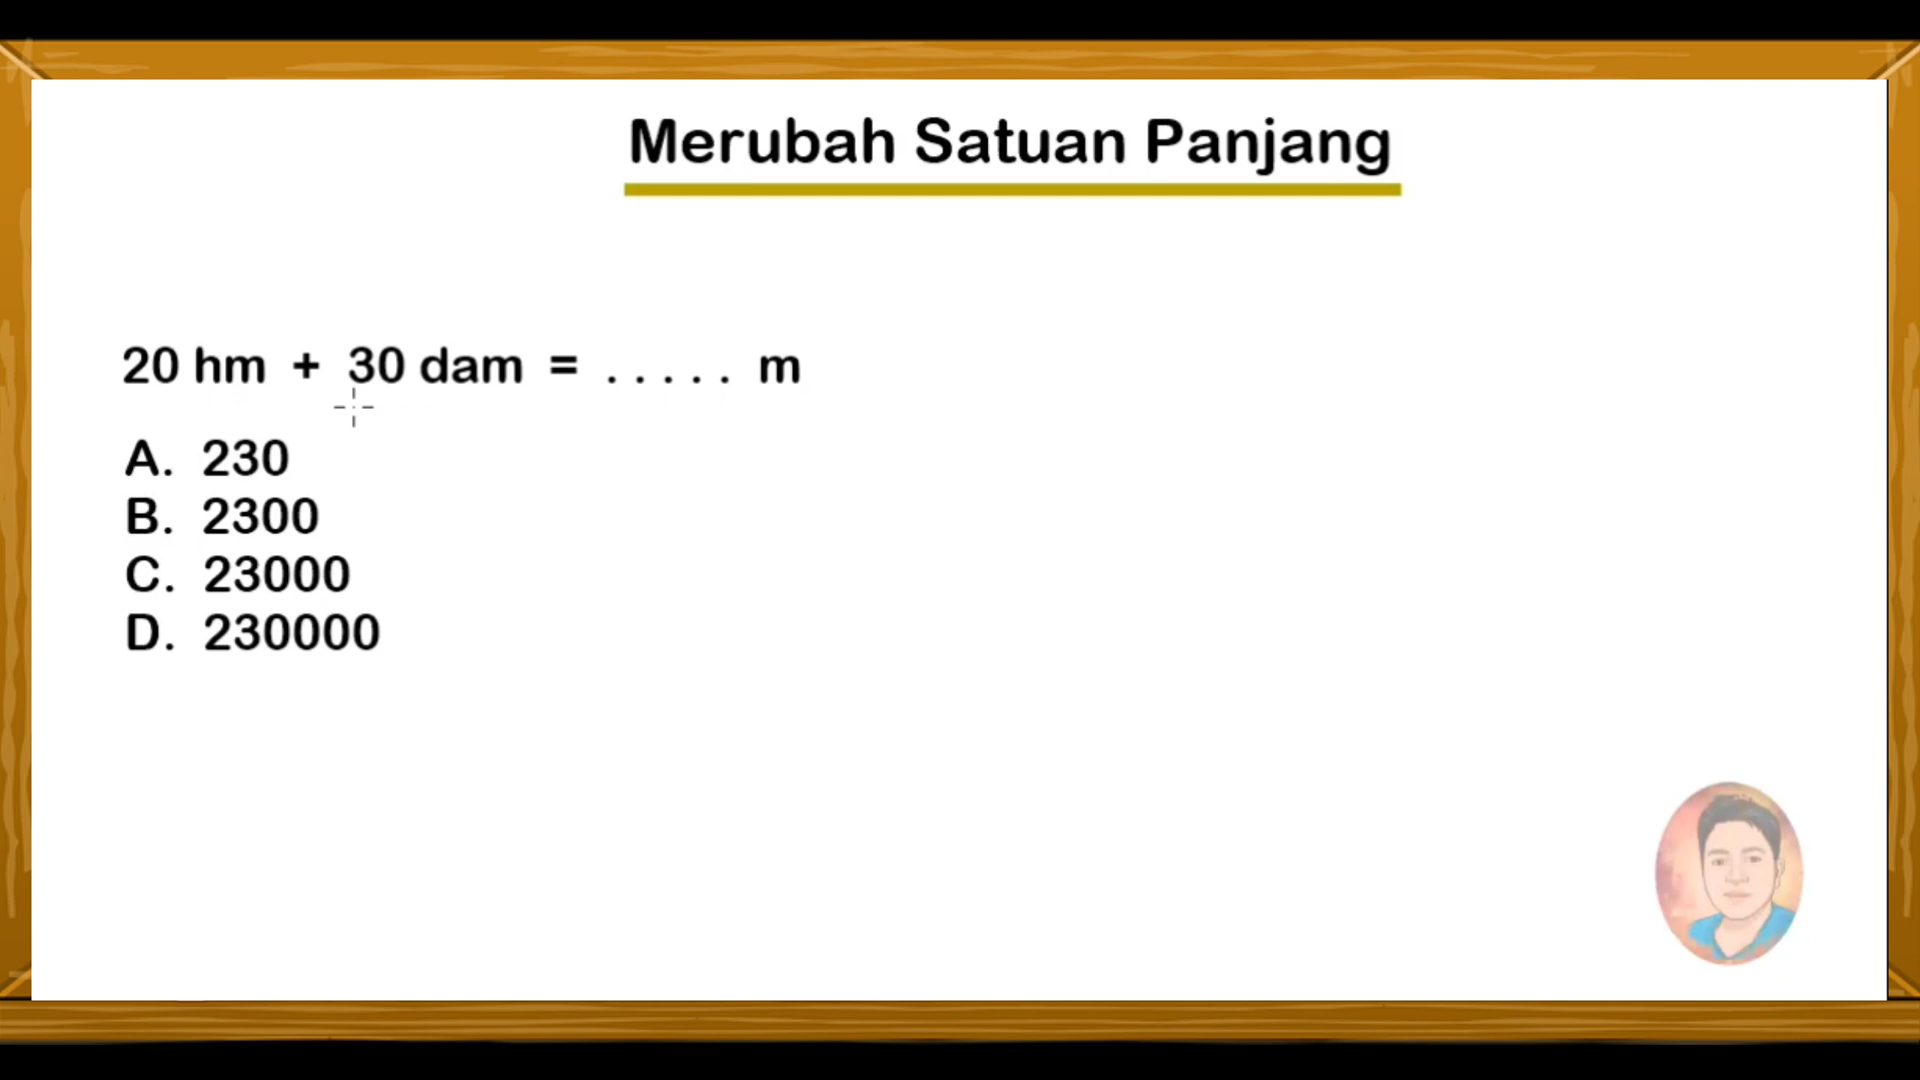 Merubah Satuan Panjang
20 hm + 30 dam = . . . . . m
A. 230
B. 2300
C. 23000
D. 230000